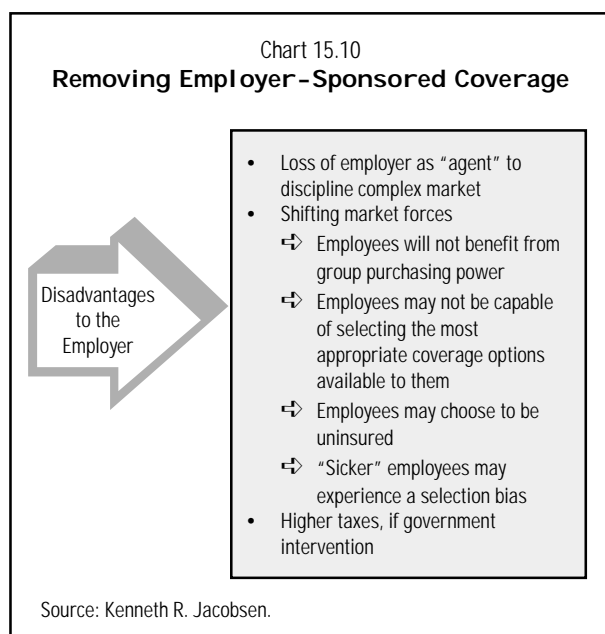 Chart 15.10
Removing Employer-Sponsored Coverage
Disadvantages
to the
Employer
• Loss of employer as “agent” to
discipline complex market
• Shifting market forces
➪ Employees will not benefit from
group purchasing power
➪ Employees may not be capable
of selecting the most
appropriate coverage options
available to them
➪ Employees may choose to be
uninsured
➪ “Sicker” employees may
experience a selection bias
• Higher taxes, if government
intervention
Source: Kenneth R. Jacobsen.